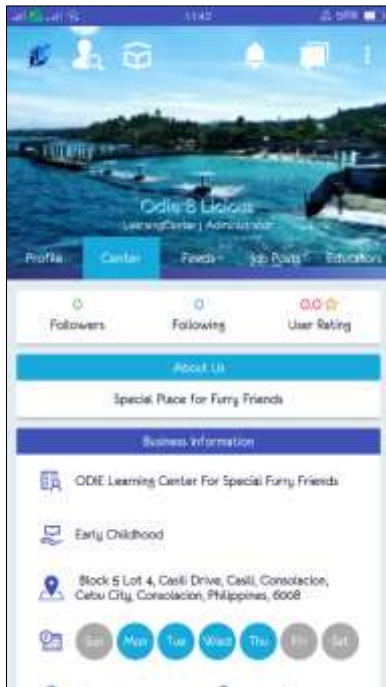 11:42
Odie B Licious
LearningCenter | Administrator
Profile Center Feeds Job Posts Educators
0 0 0.0
Followers Following User Rating
About Us
Special Place for Furry Friends
Business Information
ODIE Learning Center For Special Furry Friends
Early Childhood
Block 5 Lot 4, Casili Drive, Casili, Consolacion,
Cebu City, Consolacion, Philippines, 6008
Sun Mon Tue Wed Thu Fri Sat